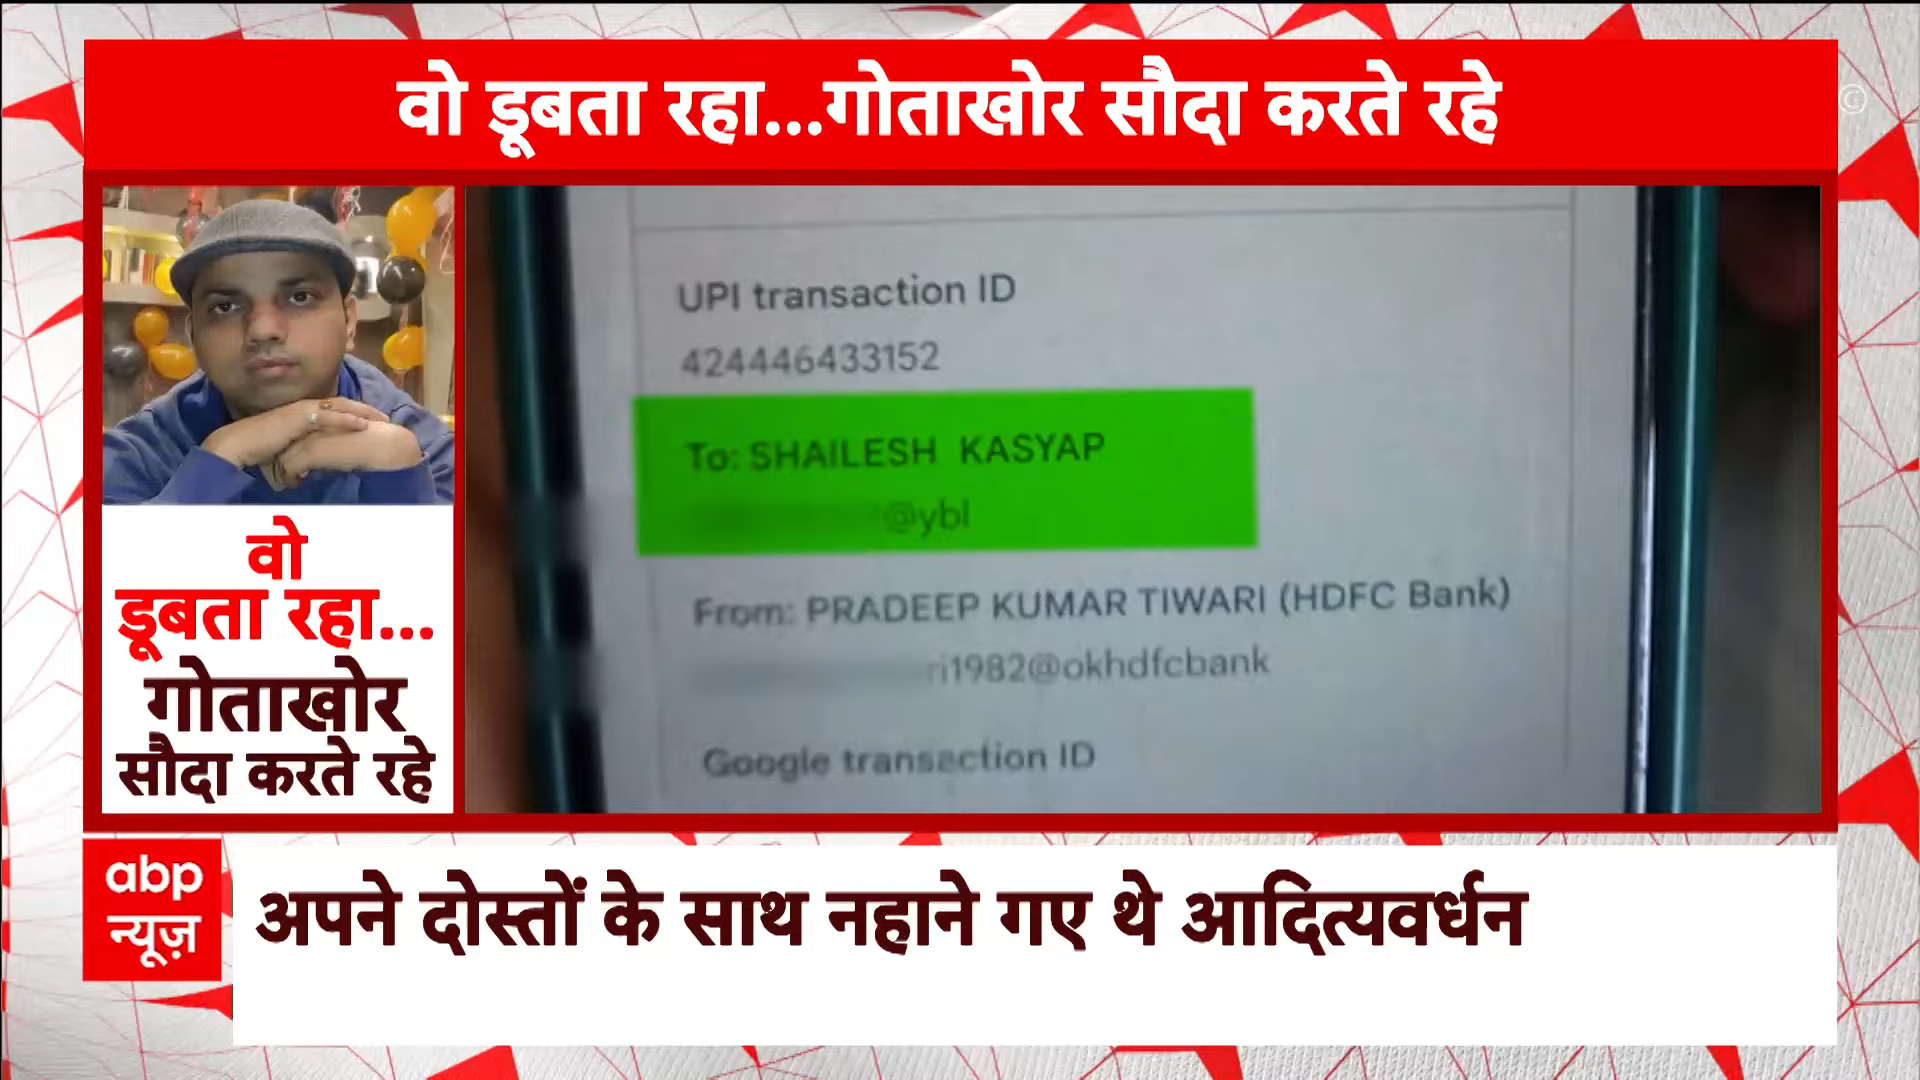 वो डूबता रहा...गोताखोर सौदा करते रहे
वो
डूबता रहा...
गोताखोर
सौदा करते रहे
UPI transaction ID
424446433152
To: SHAILESH KASYAP
@ybl
From: PRADEEP KUMAR TIWARI (HDFC Bank)
ri1982@okhdfcbank
Google transaction ID
abp
न्यूज़
अपने दोस्तों के साथ नहाने गए थे आदित्यवर्धन